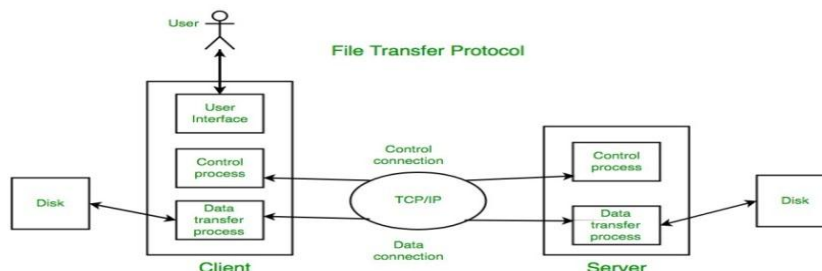 User
File Transfer Protocol
User
Interface
Control
connection
Control
process
Control
process
TCP/IP
Disk
Data
transfer
process
Data
transfer
process
Disk
Data
connection
Client
Server